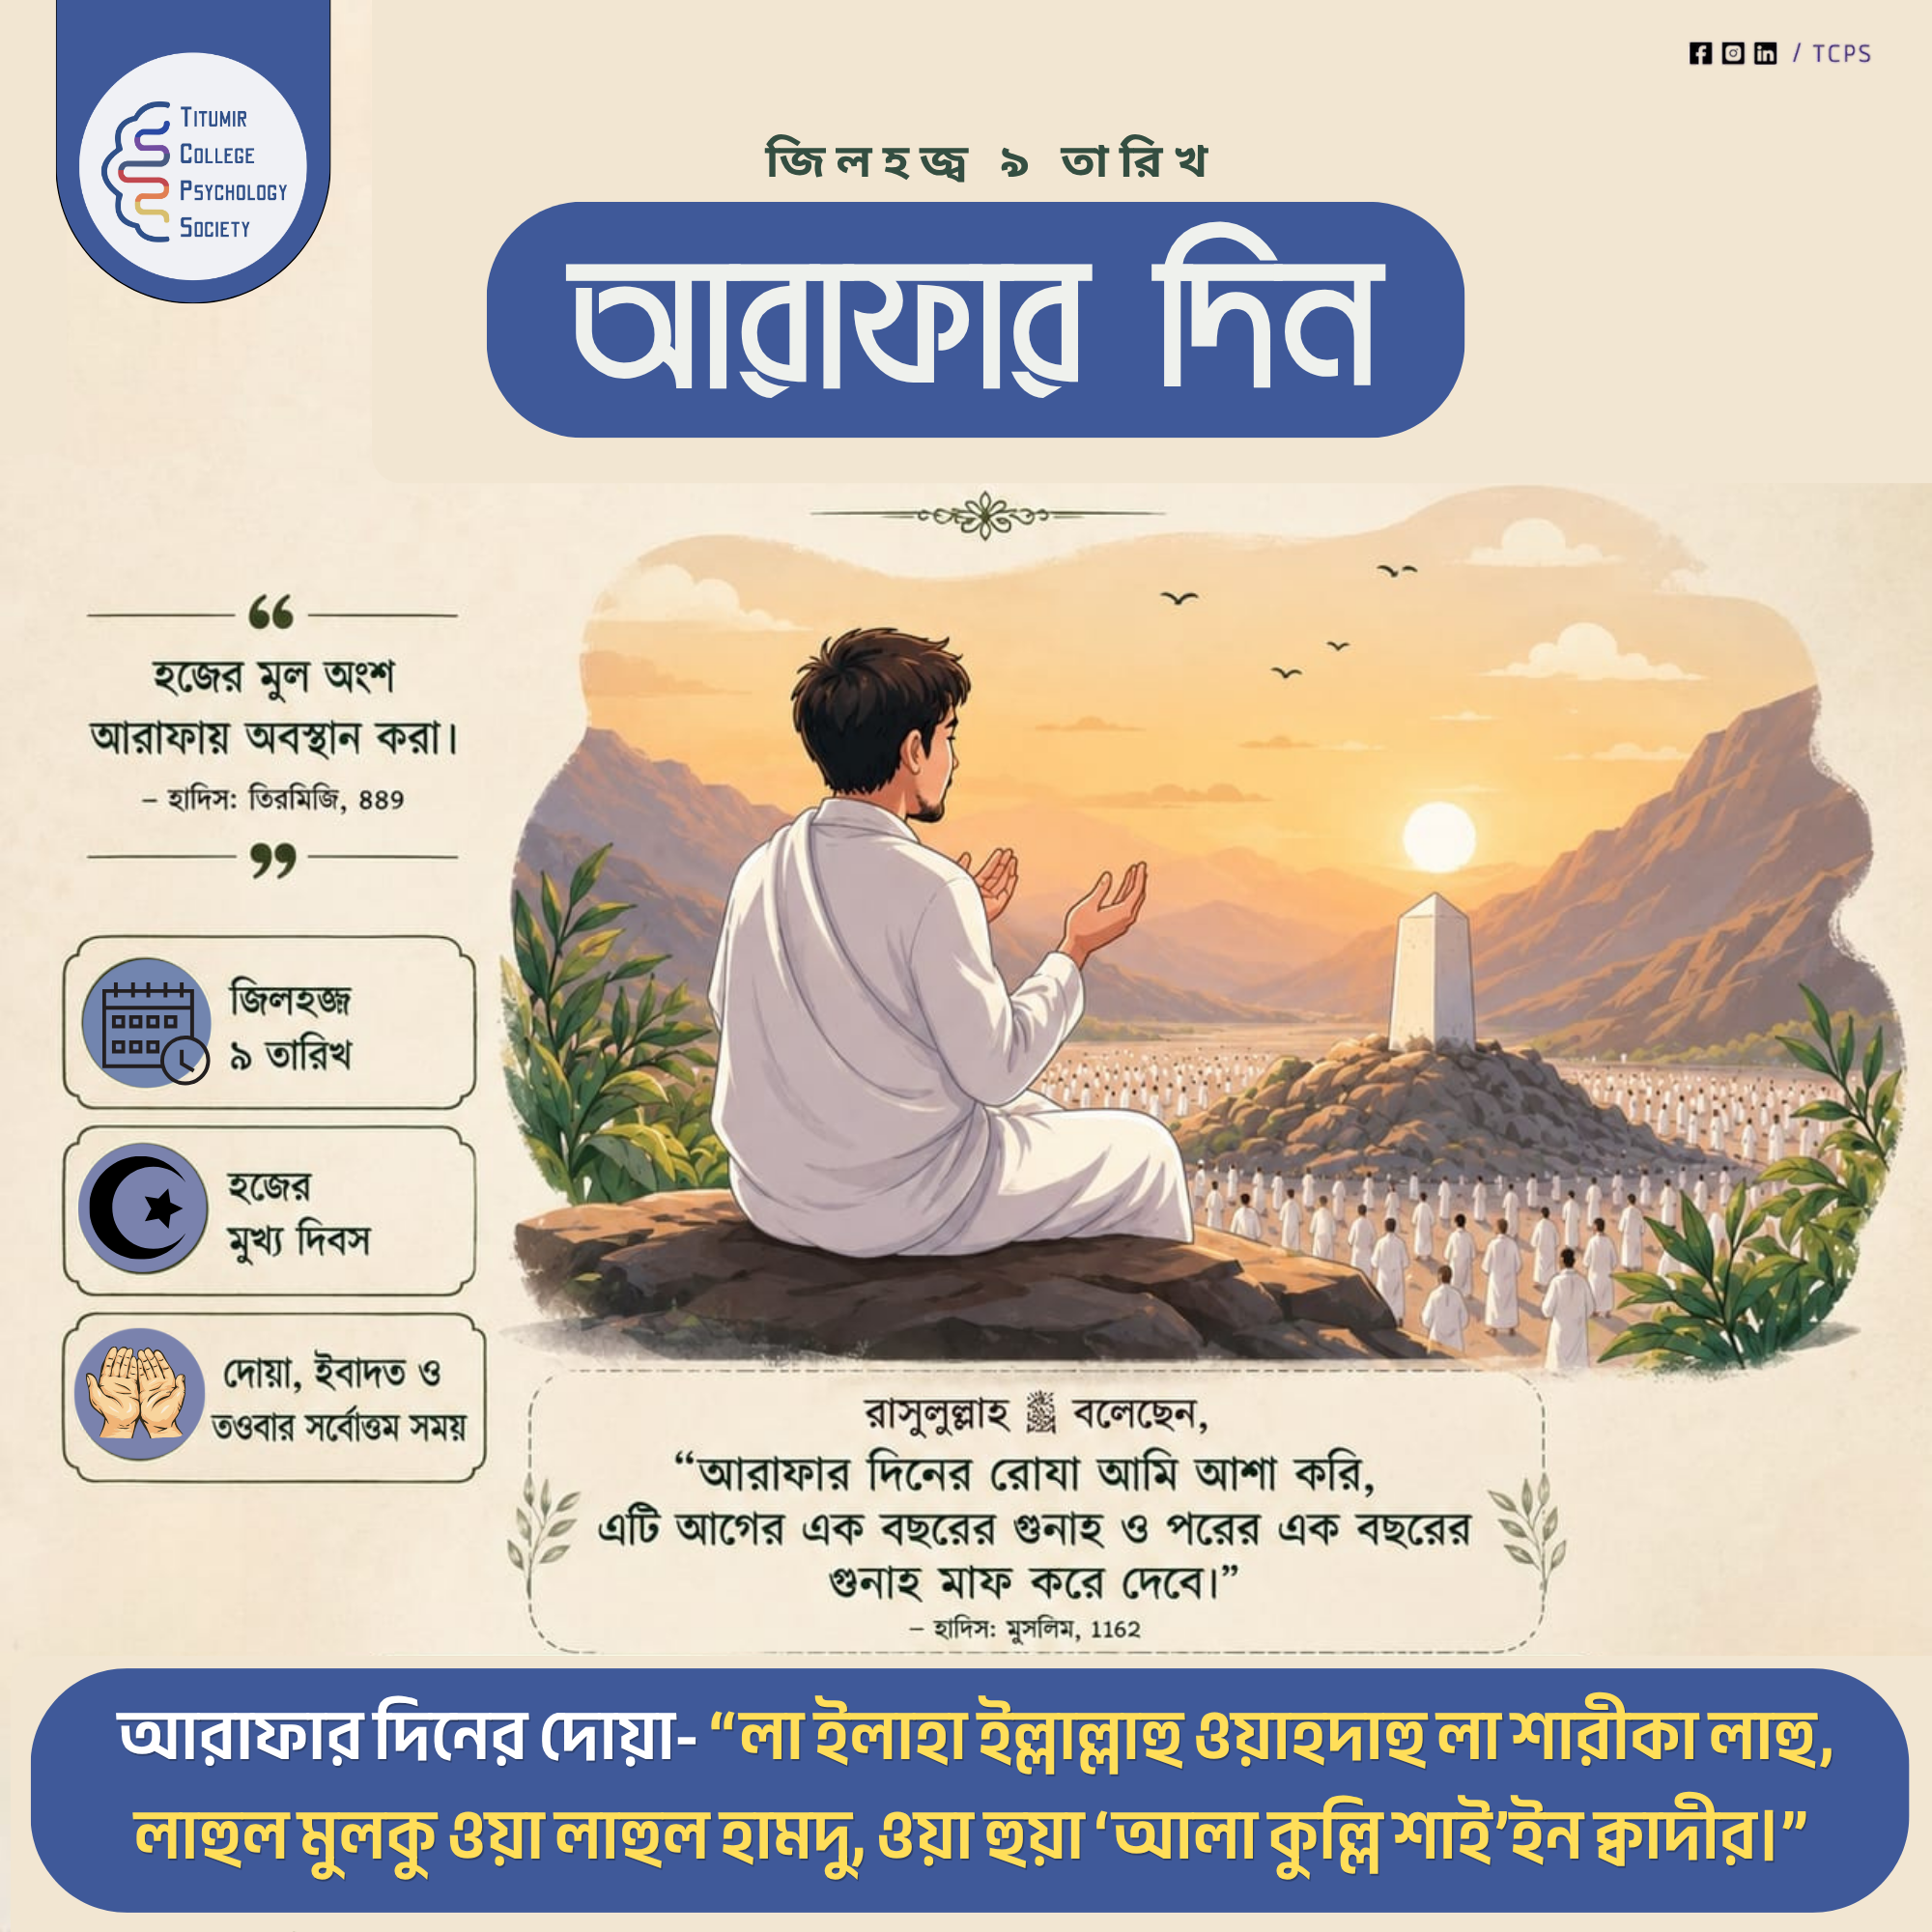 TITUMIR
COLLEGE
PSYCHOLOGY
SOCIETY
/ TCPS
জিলহজ্ব ৯ তারিখ
আরাফার দিন
“
হজের মুল অংশ
আরাফায় অবস্থান করা।
– হাদিস: তিরমিজি, 889
”
জিলহজ্জ
৯ তারিখ
হজের
মুখ্য দিবস
দোয়া, ইবাদত ও
তওবার সর্বোত্তম সময়
রাসুলুল্লাহ ﷺ বলেছেন,
“আরাফার দিনের রোযা আমি আশা করি,
এটি আগের এক বছরের গুনাহ ও পরের এক বছরের
গুনাহ মাফ করে দেবে।”
– হাদিস: মুসলিম, 1162
আরাফার দিনের দোয়া- “লা ইলাহা ইল্লাল্লাহু ওয়াহদাহু লা শারীকা লাহু,
লাহুল মুলকু ওয়া লাহুল হামদু, ওয়া হুয়া ‘আলা কুল্লি শাই’ইন ক্বাদীর।”